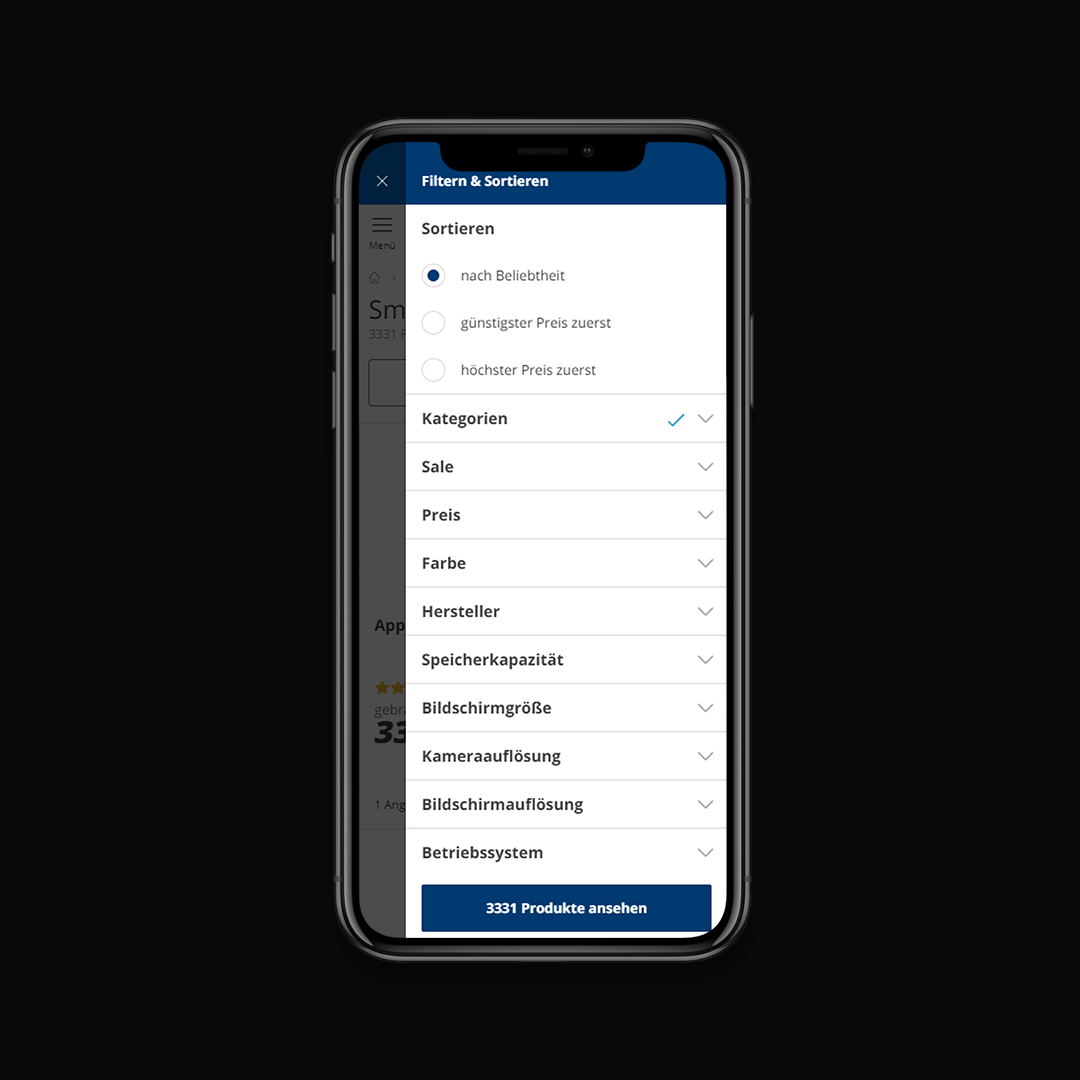 Filtern & Sortieren
Menü
Sm
3331
App
gebra
33
1 Ang
Sortieren
nach Beliebtheit
günstigster Preis zuerst
höchster Preis zuerst
Kategorien
Sale
Preis
Farbe
Hersteller
Speicherkapazität
Bildschirmgröße
Kameraauflösung
Bildschirmauflösung
Betriebssystem
3331 Produkte ansehen